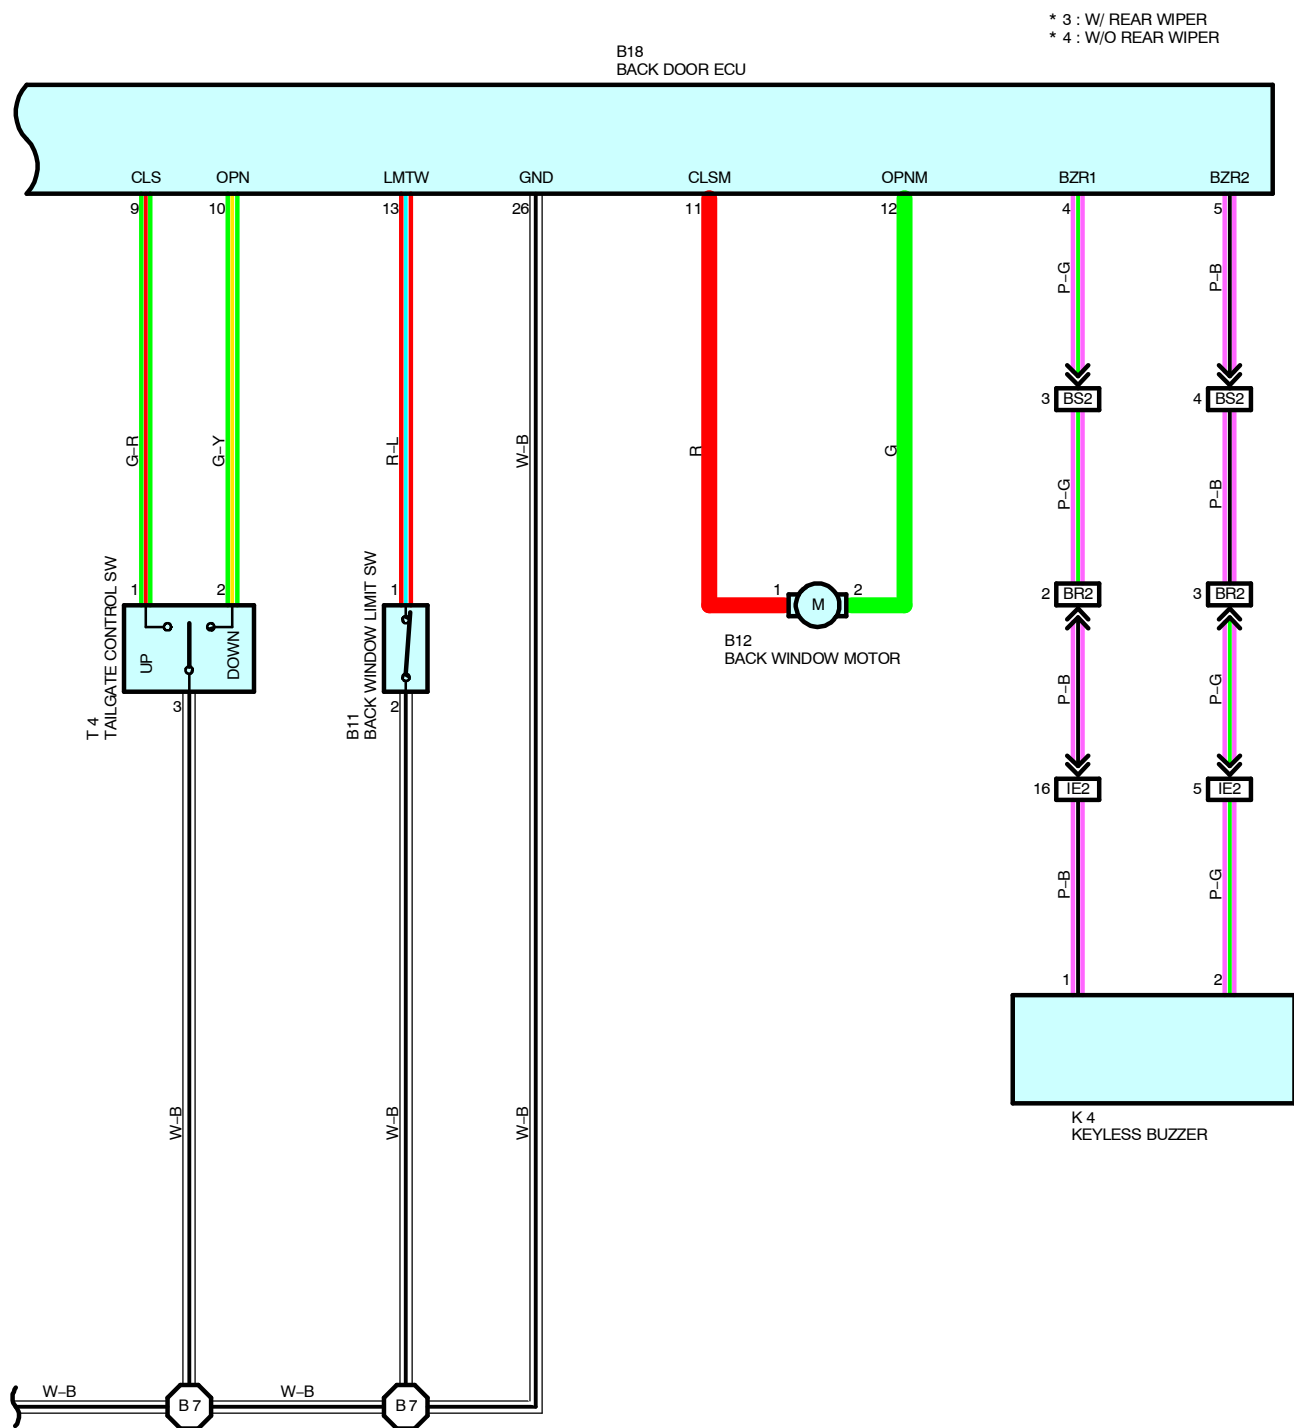 * 3 : W/ REAR WIPER
* 4 : W/O REAR WIPER
B18
BACK DOOR ECU
CLS OPN LMTW GND CLSM OPNM BZR1 BZR2
9 10 13 26 11 12 4 5
P–G P–B
3 BS2 4 BS2
G–R G–Y R–L W–B R G
P–G P–B
1 2 1 1 M 2 2 BR2 3 BR2
UP DOWN
T 4
TAILGATE CONTROL SW
B11
BACK WINDOW LIMIT SW
B12
BACK WINDOW MOTOR
3 2
P–B P–G
16 IE2 5 IE2
P–B P–G
1 2
K 4
KEYLESS BUZZER
W–B W–B W–B
W–B B 7 W–B B 7